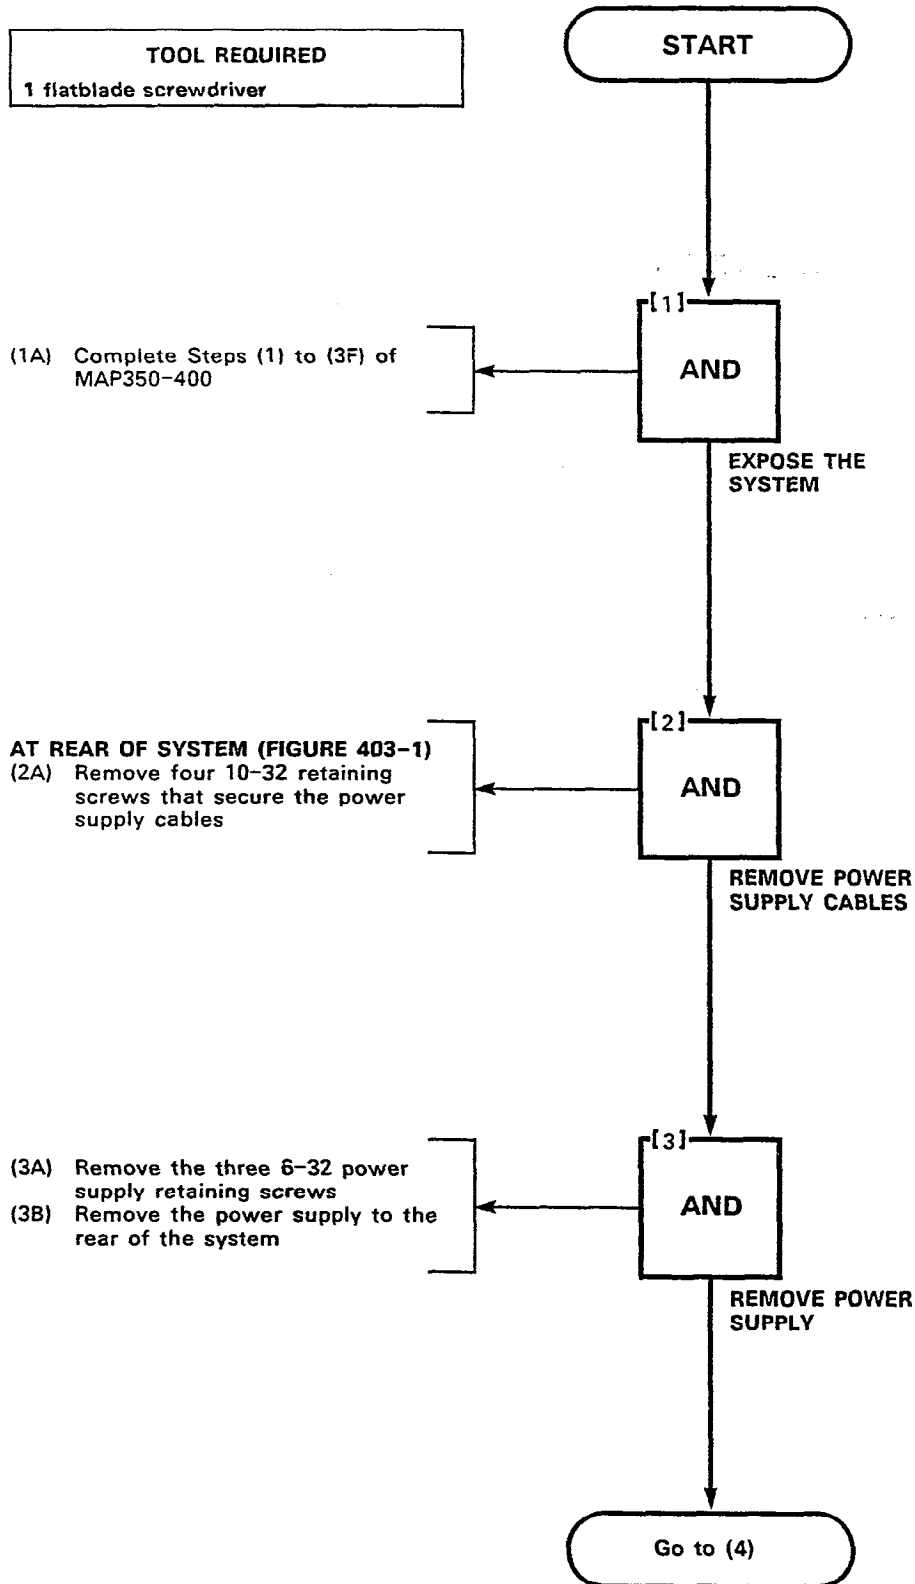 TOOL REQUIRED
1 flatblade screwdriver
START
[1]
AND
(1A) Complete Steps (1) to (3F) of
MAP350-400
EXPOSE THE
SYSTEM
[2]
AND
AT REAR OF SYSTEM (FIGURE 403-1)
(2A) Remove four 10-32 retaining
screws that secure the power
supply cables
REMOVE POWER
SUPPLY CABLES
[3]
AND
(3A) Remove the three 6-32 power
supply retaining screws
(3B) Remove the power supply to the
rear of the system
REMOVE POWER
SUPPLY
Go to (4)